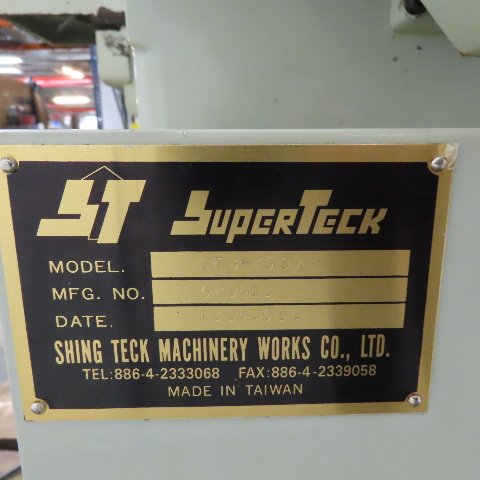 ST SUPERTECK
MODEL.
MFG. NO.
DATE.
SHING TECK MACHINERY WORKS CO., LTD.
TEL:886-4-2333068 FAX:886-4-2339058
MADE IN TAIWAN